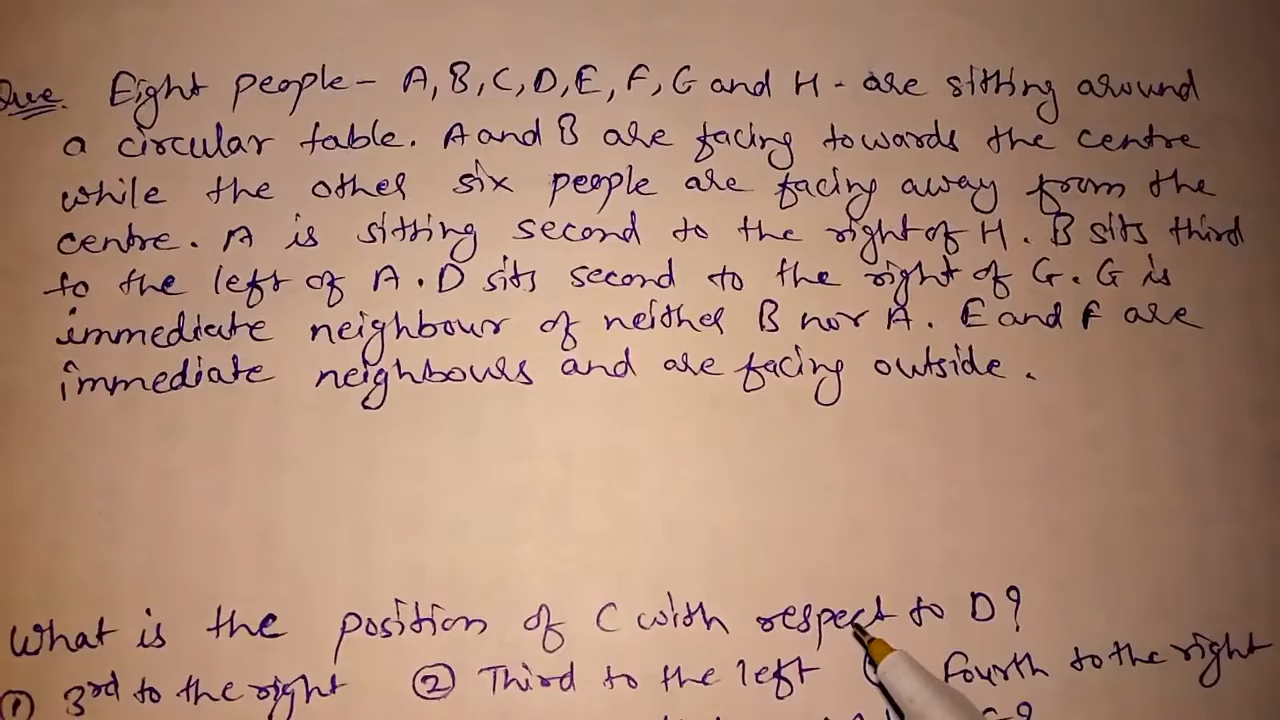 Que. Eight people - A, B, C, D, E, F, G and H - are sitting around
a circular table. A and B are facing towards the centre
while the other six people are facing away from the
centre. A is sitting second to the right of H. B sits third
to the left of A. D sits second to the right of G. G is
immediate neighbour of neither B nor A. E and F are
immediate neighbours and are facing outside.
What is the position of C with respect to D?
① 3rd to the right ② Third to the left Fourth to the right